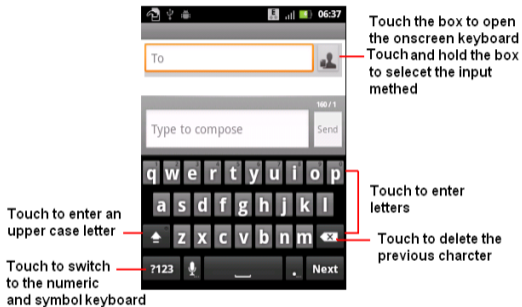 06:37
Touch the box to open
the onscreen keyboard
To
Touch and hold the box
to selecet the input
methed
160 / 1
Type to compose
Send
q w e r t y u i o p
a s d f g h j k l
Touch to enter
letters
Touch to enter an
upper case letter
z x c v b n m
Touch to delete the
previous charcter
Touch to switch
to the numeric
and symbol keyboard
?123
.
Next